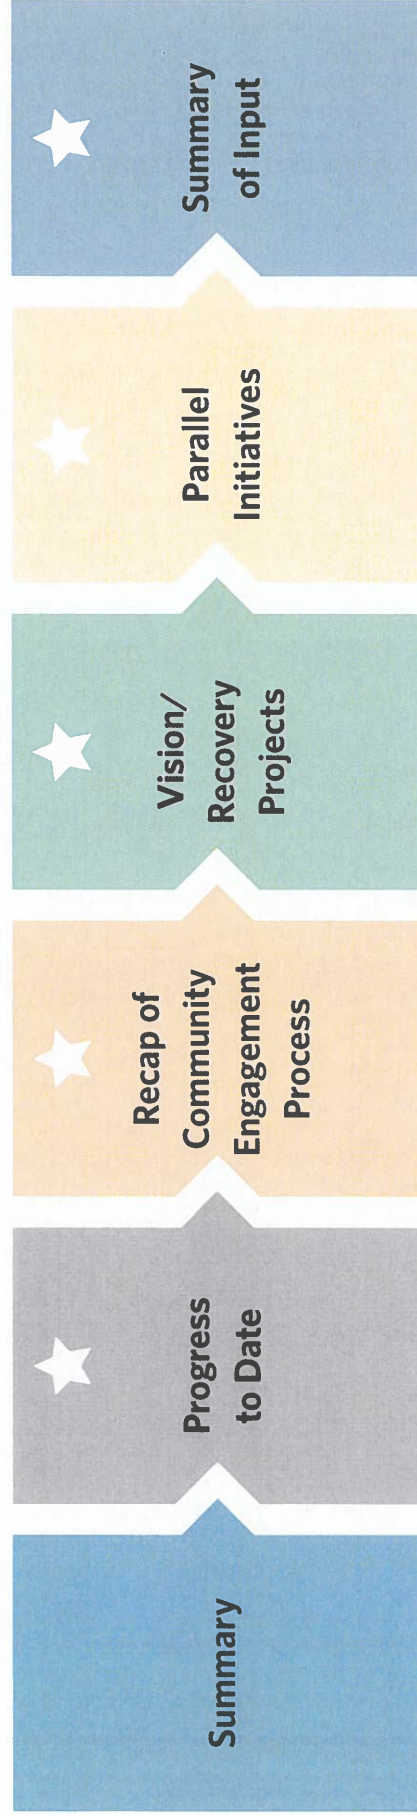 Summary
Progress
to Date
Recap of
Community
Engagement
Process
Vision/
Recovery
Projects
Parallel
Initiatives
Summary
of Input